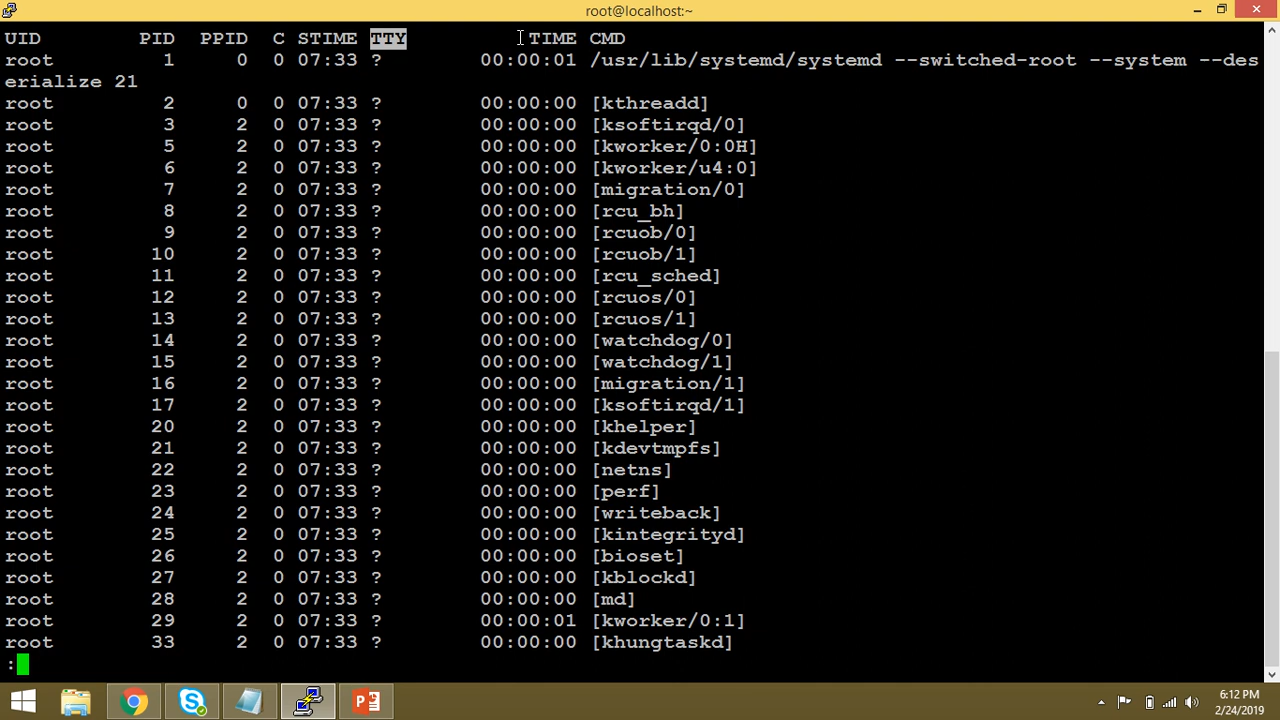 root@localhost:~
UID PID PPID C STIME TTY TIME CMD
root 1 0 0 07:33 ? 00:00:01 /usr/lib/systemd/systemd --switched-root --system --des
erialize 21
root 2 0 0 07:33 ? 00:00:00 [kthreadd]
root 3 2 0 07:33 ? 00:00:00 [ksoftirqd/0]
root 5 2 0 07:33 ? 00:00:00 [kworker/0:0H]
root 6 2 0 07:33 ? 00:00:00 [kworker/u4:0]
root 7 2 0 07:33 ? 00:00:00 [migration/0]
root 8 2 0 07:33 ? 00:00:00 [rcu_bh]
root 9 2 0 07:33 ? 00:00:00 [rcuob/0]
root 10 2 0 07:33 ? 00:00:00 [rcuob/1]
root 11 2 0 07:33 ? 00:00:00 [rcu_sched]
root 12 2 0 07:33 ? 00:00:00 [rcuos/0]
root 13 2 0 07:33 ? 00:00:00 [rcuos/1]
root 14 2 0 07:33 ? 00:00:00 [watchdog/0]
root 15 2 0 07:33 ? 00:00:00 [watchdog/1]
root 16 2 0 07:33 ? 00:00:00 [migration/1]
root 17 2 0 07:33 ? 00:00:00 [ksoftirqd/1]
root 20 2 0 07:33 ? 00:00:00 [khelper]
root 21 2 0 07:33 ? 00:00:00 [kdevtmpfs]
root 22 2 0 07:33 ? 00:00:00 [netns]
root 23 2 0 07:33 ? 00:00:00 [perf]
root 24 2 0 07:33 ? 00:00:00 [writeback]
root 25 2 0 07:33 ? 00:00:00 [kintegrityd]
root 26 2 0 07:33 ? 00:00:00 [bioset]
root 27 2 0 07:33 ? 00:00:00 [kblockd]
root 28 2 0 07:33 ? 00:00:00 [md]
root 29 2 0 07:33 ? 00:00:01 [kworker/0:1]
root 33 2 0 07:33 ? 00:00:00 [khungtaskd]
:
6:12 PM
2/24/2019